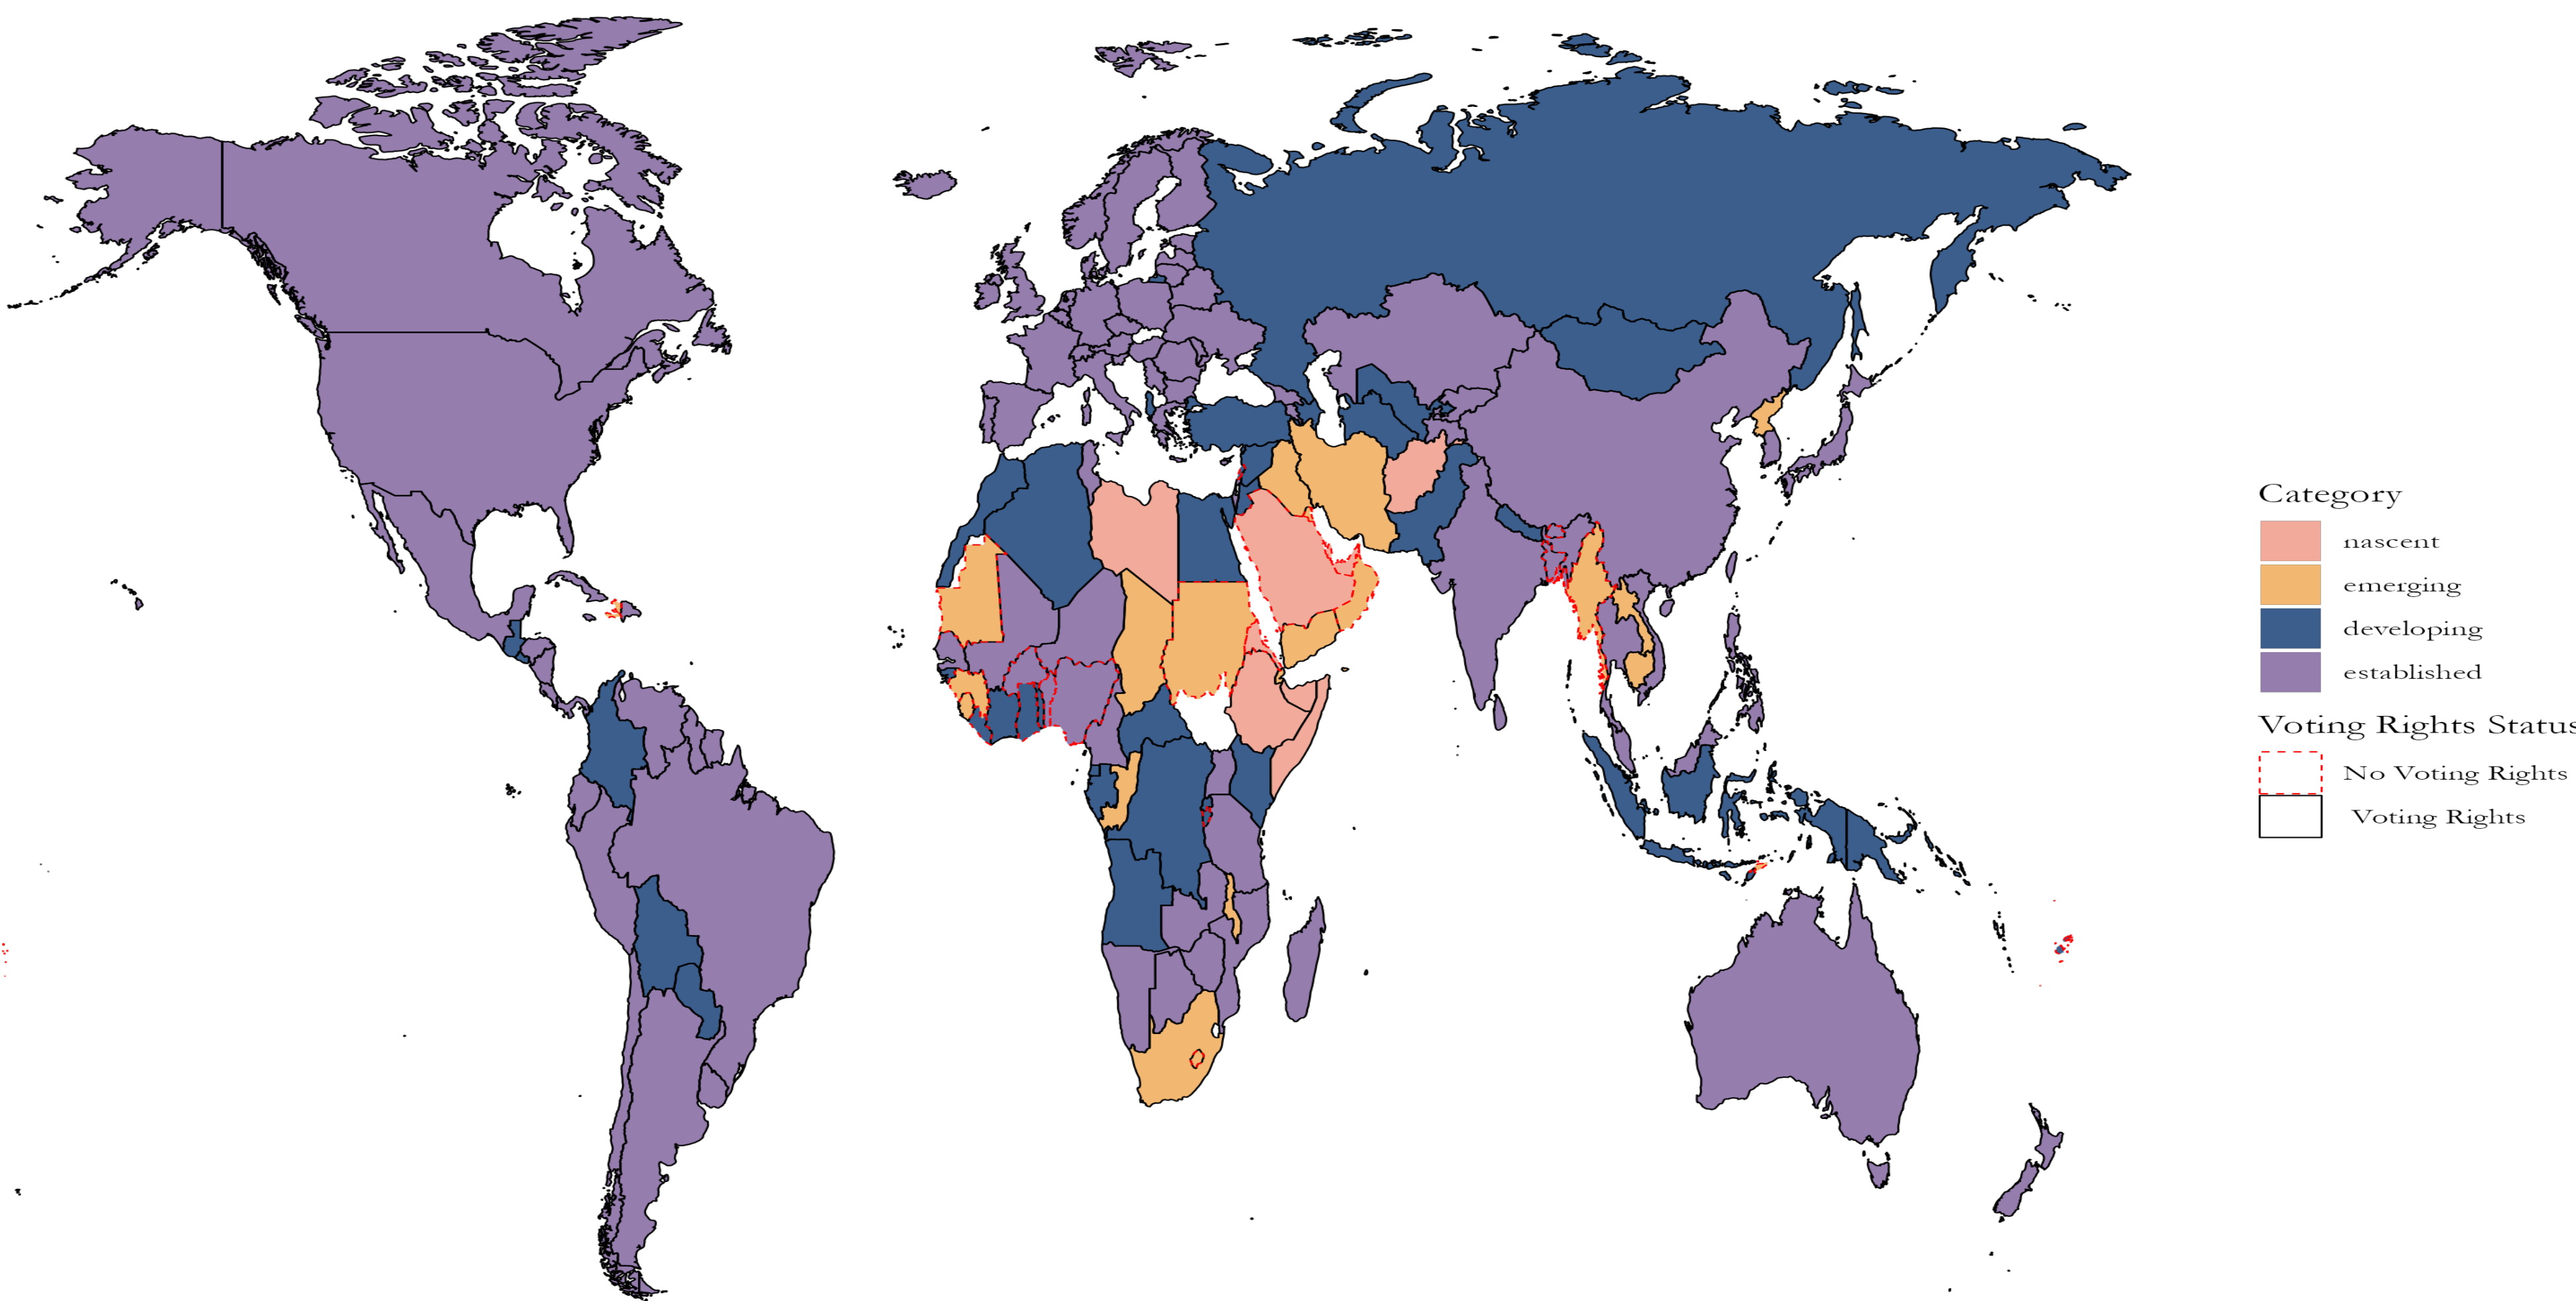 Category
nascent
emerging
developing
established
Voting Rights Status
No Voting Rights
Voting Rights